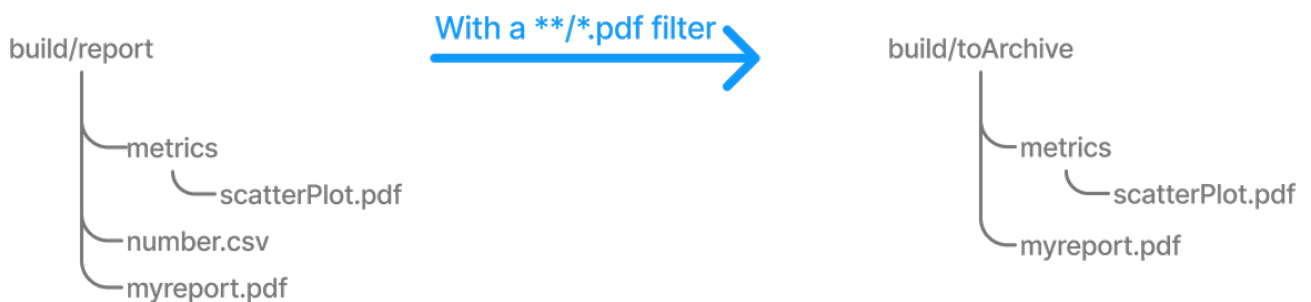 With a **/*.pdf filter
build/report
metrics
scatterPlot.pdf
number.csv
myreport.pdf
build/toArchive
metrics
scatterPlot.pdf
myreport.pdf